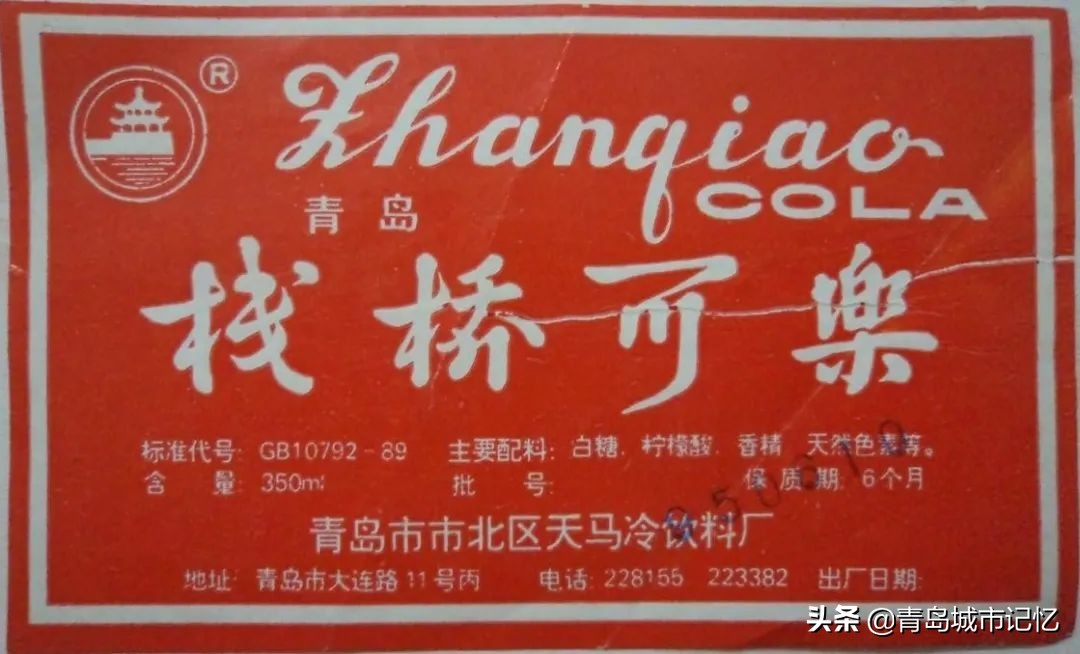 ®
Zhanqiao
COLA
青岛
栈桥可樂
标准代号: GB10792-89 主要配料: 白糖、柠檬酸、香精、天然色素等。
含量: 350ml 批号: 保质期: 6个月
950610
青岛市市北区天马冷饮料厂
地址: 青岛市大连路11号丙 电话: 228155 223382 出厂日期:
头条 @青岛城市记忆